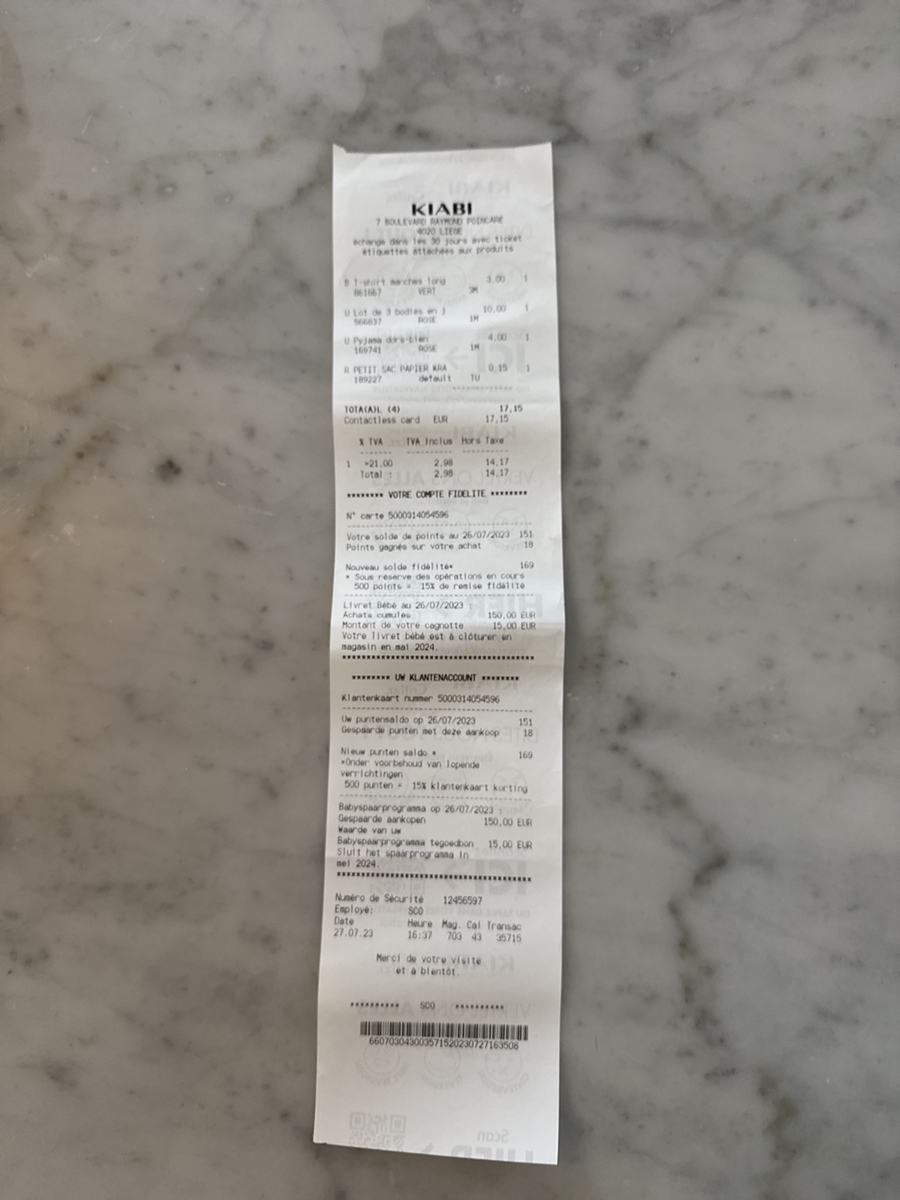 KIABI
7 BOULEVARD RAYMOND POINCARE
4020 LIEGE
échange dans les 30 jours avec ticket
étiquettes attachées aux produits
B T-shirt manches long 3,00 1
861667 VERT 3M
U Lot de 3 bodies en j 10,00 1
566837 ROSE 1M
U Pyjama dors-bien 4,00 1
169741 ROSE 1M
R PETIT SAC PAPIER KRA 0,15 1
189227 default TU
TOTA(A)L (4) 17,15
Contactless card EUR 17,15
% TVA TVA Inclus Hors Taxe
1 =21,00 2,98 14,17
Total : 2,98 14,17
******** VOTRE COMPTE FIDELITE ********
N° carte 5000314054596
Votre solde de points au 26/07/2023 151
Points gagnés sur votre achat 18
Nouveau solde fidélité* 169
* Sous réserve des opérations en cours
500 points = 15% de remise fidélité
Livret Bébé au 26/07/2023
Achats cumulés 150,00 EUR
Montant de votre cagnotte 15,00 EUR
Votre livret bébé est à clôturer en
magasin en mai 2024.
******** UW KLANTENACCOUNT ********
Klantenkaart nummer 5000314054596
Uw puntensaldo op 26/07/2023 151
Gespaarde punten met deze aankoop 18
Nieuw punten saldo * 169
*Onder voorbehoud van lopende
verrichtingen
500 punten = 15% klantenkaart korting
Babyspaarprogramma op 26/07/2023 :
Gespaarde aankopen 150,00 EUR
Waarde van uw
Babyspaarprogramma tegoedbon 15,00 EUR
Sluit het spaarprogramma in
mei 2024.
Numéro de Sécurité 12456597
Employé: SCO
Date Heure Mag. Cai Transac
27.07.23 16:37 703 43 35715
Merci de votre visite
et à bientôt.
********** SCO **********
660703043003571520230727163508